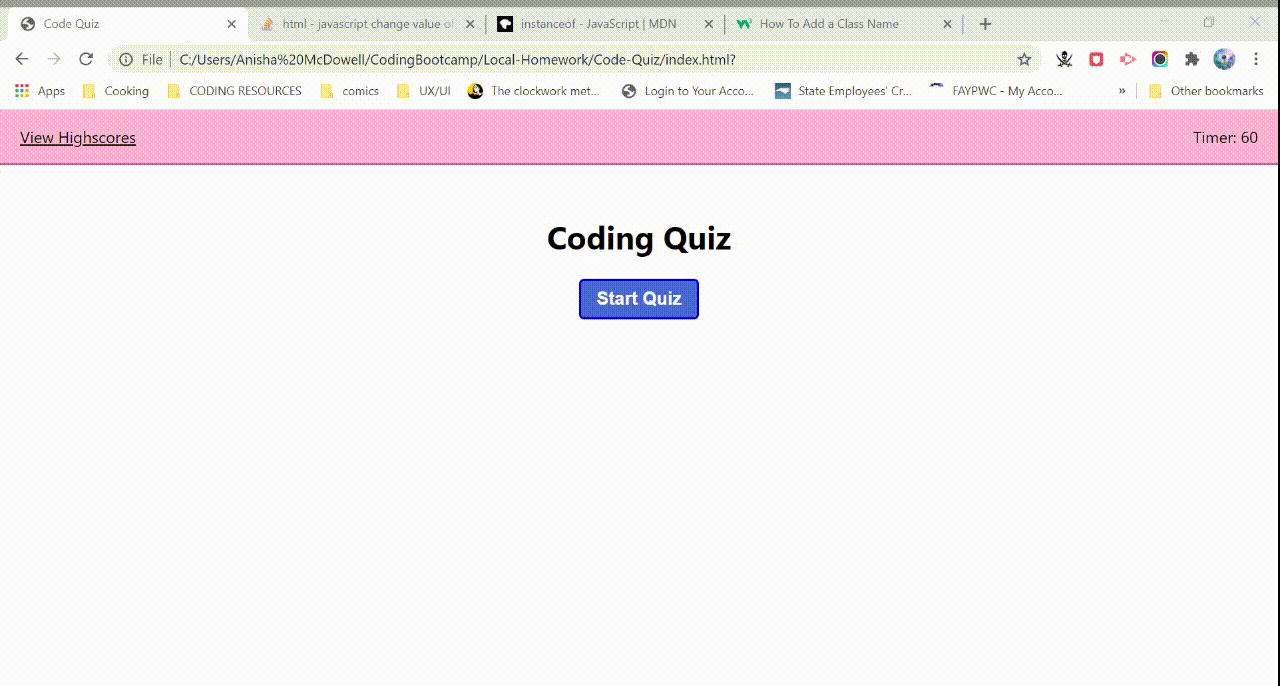 Code Quiz html - javascript change value of instanceof - JavaScript | MDN How To Add a Class Name
File C:/Users/Anisha%20McDowell/CodingBootcamp/Local-Homework/Code-Quiz/index.html?
Apps Cooking CODING RESOURCES comics UX/UI The clockwork met... Login to Your Acco... State Employees' Cr... FAYPWC - My Acco... » Other bookmarks
View Highscores Timer: 60
Coding Quiz
Start Quiz